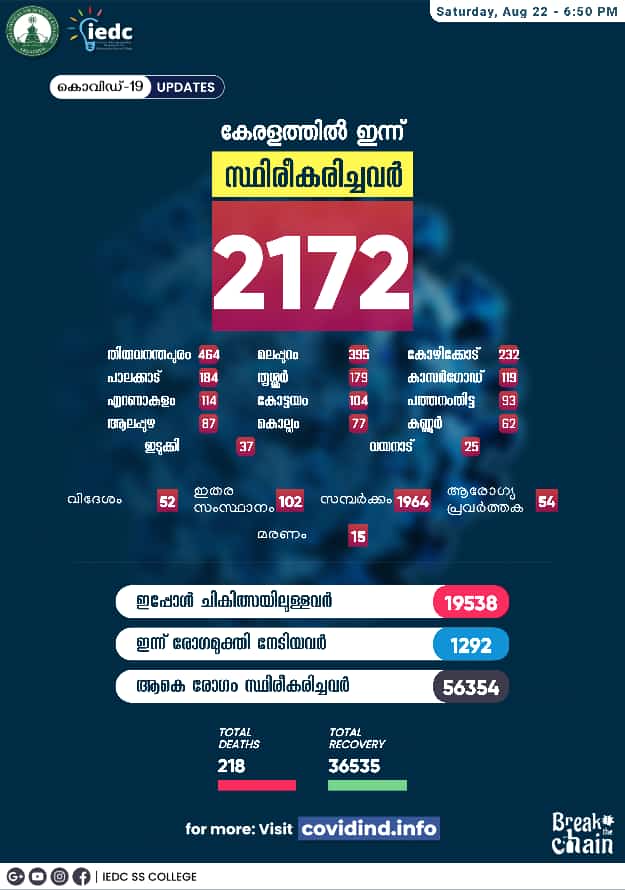 Saturday, Aug 22 - 6:50 PM
iedc
കൊവിഡ്-19 UPDATES
കേരളത്തിൽ ഇന്ന്
സ്ഥിരീകരിച്ചവർ
2172
തിരുവനന്തപുരം 464 മലപ്പുറം 395 കോഴിക്കോട് 232
പാലക്കാട് 184 തൃശ്ശൂർ 179 കാസർഗോഡ് 119
എറണാകുളം 114 കോട്ടയം 104 പത്തനംതിട്ട 93
ആലപ്പുഴ 87 കൊല്ലം 77 കണ്ണൂർ 62
ഇടുക്കി 37 വയനാട് 25
വിദേശം 52 ഇതര സംസ്ഥാനം 102 സമ്പർക്കം 1964 ആരോഗ്യ പ്രവർത്തക 54
മരണം 15
ഇപ്പോൾ ചികിത്സയിലുള്ളവർ 19538
ഇന്ന് രോഗമുക്തി നേടിയവർ 1292
ആകെ രോഗം സ്ഥിരീകരിച്ചവർ 56354
TOTAL DEATHS
218
TOTAL RECOVERY
36535
for more: Visit covidind.info
Break the chain
IEDC SS COLLEGE